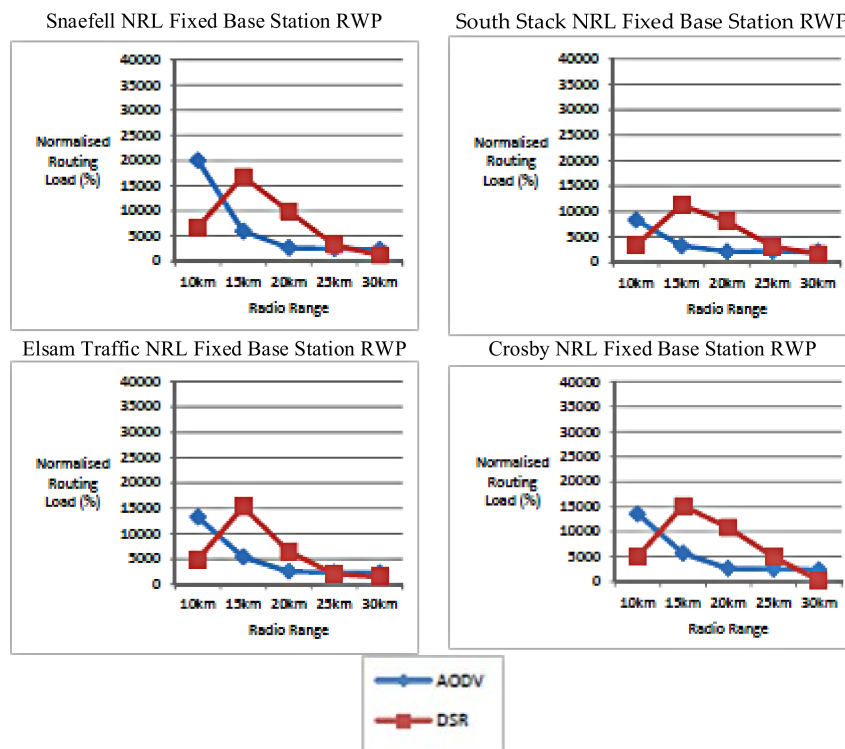 Snaefell NRL Fixed Base Station RWP
40000
35000
30000
25000
20000
15000
10000
5000
0
Normalised
Routing
Load (%)
10km 15km 20km 25km 30km
Radio Range
South Stack NRL Fixed Base Station RWP
40000
35000
30000
25000
20000
15000
10000
5000
0
Normalised
Routing
Load (%)
10km 15km 20km 25km 30km
Radio Range
Elsam Traffic NRL Fixed Base Station RWP
40000
35000
30000
25000
20000
15000
10000
5000
0
Normalised
Routing
Load (%)
10km 15km 20km 25km 30km
Radio Range
Crosby NRL Fixed Base Station RWP
40000
35000
30000
25000
20000
15000
10000
5000
0
Normalised
Routing
Load (%)
10km 15km 20km 25km 30km
Radio Range
AODV
DSR